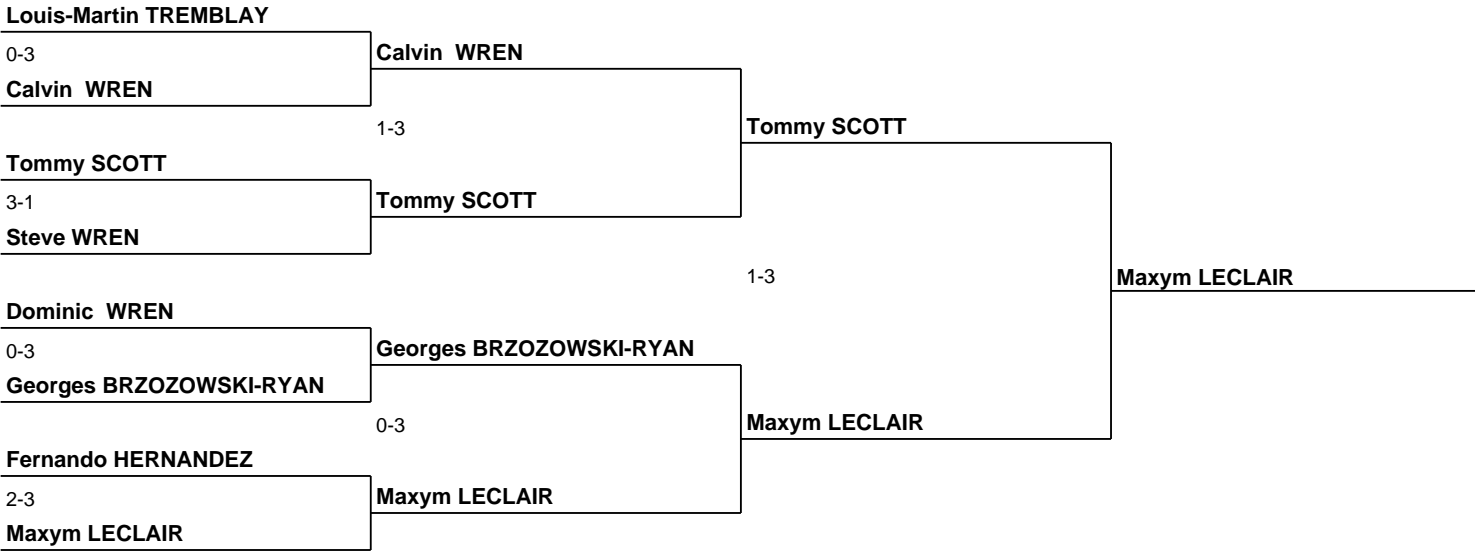 Louis-Martin TREMBLAY
0-3
Calvin WREN
Calvin WREN
1-3
Tommy SCOTT
Tommy SCOTT
3-1
Tommy SCOTT
Steve WREN
1-3
Maxym LECLAIR
Dominic WREN
0-3
Georges BRZOZOWSKI-RYAN
Georges BRZOZOWSKI-RYAN
0-3
Maxym LECLAIR
Fernando HERNANDEZ
2-3
Maxym LECLAIR
Maxym LECLAIR